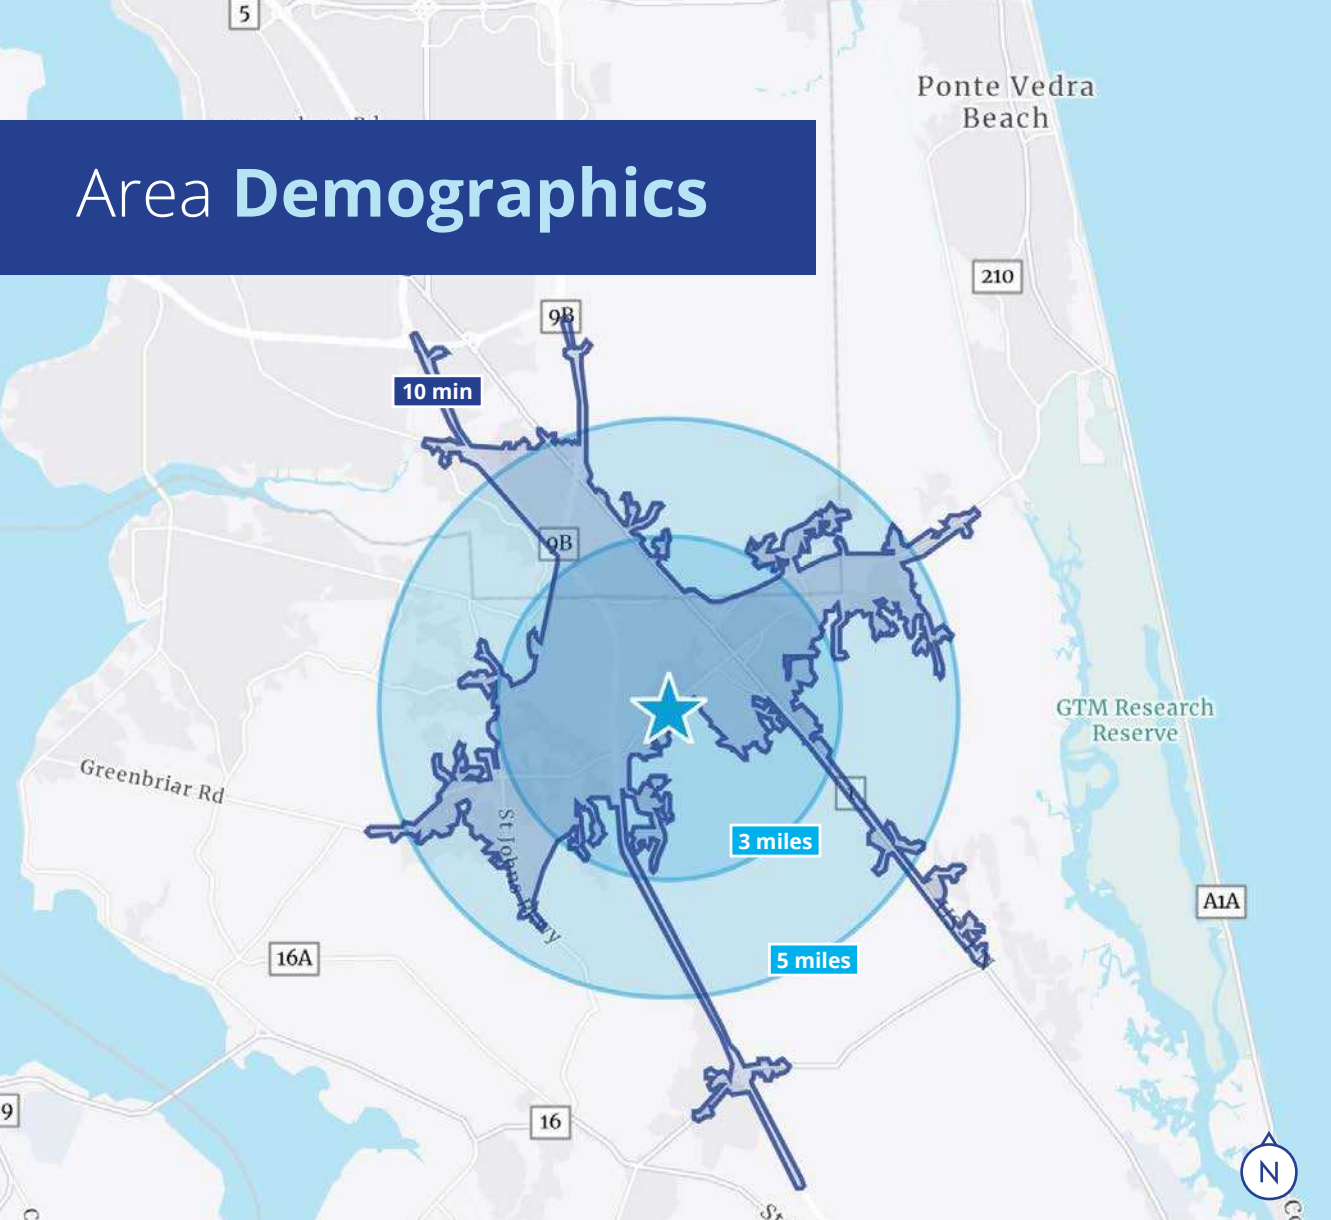 5
Ponte Vedra
Beach
Area Demographics
210
9B
10 min
9B
GTM Research
Reserve
Greenbriar Rd
1
St Johns Pkwy
3 miles
A1A
5 miles
16A
9
16
N